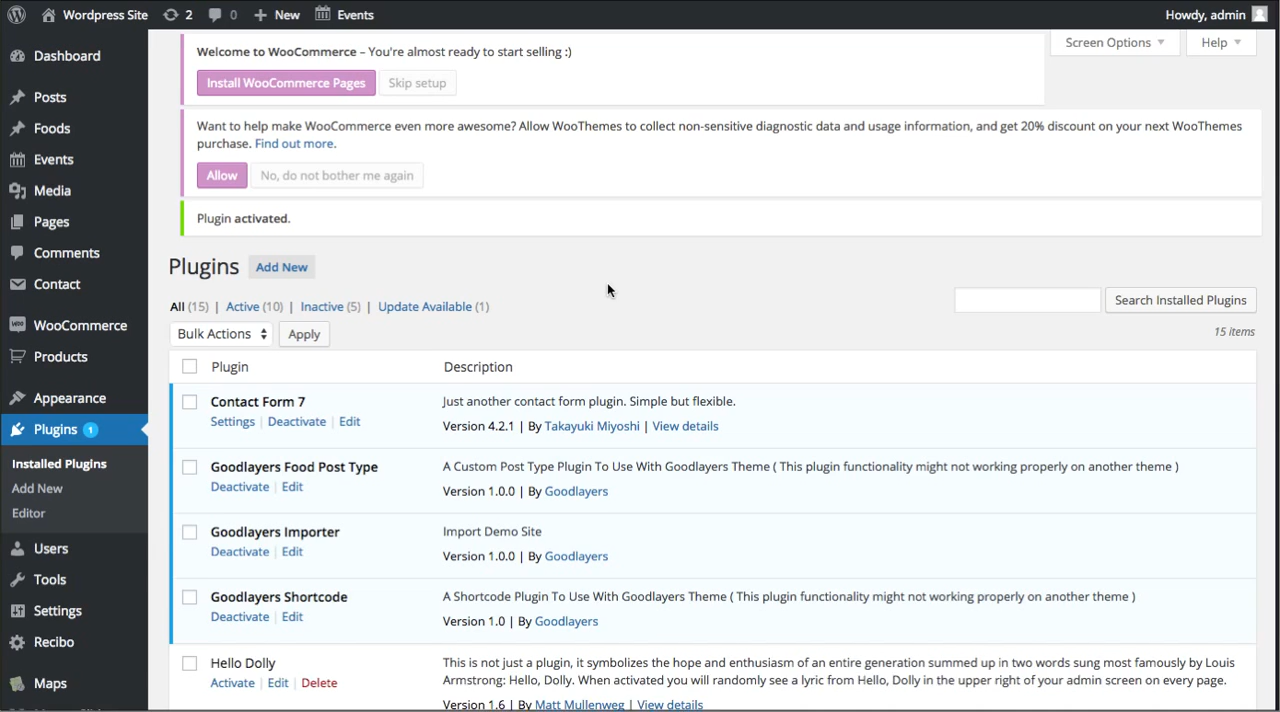 Wordpress Site 2 0 New Events Howdy, admin
Dashboard
Posts
Foods
Events
Media
Pages
Comments
Contact
WooCommerce
Products
Appearance
Plugins 1
Installed Plugins
Add New
Editor
Users
Tools
Settings
Recibo
Maps
Screen Options Help
Welcome to WooCommerce – You're almost ready to start selling :)
Install WooCommerce Pages Skip setup
Want to help make WooCommerce even more awesome? Allow WooThemes to collect non-sensitive diagnostic data and usage information, and get 20% discount on your next WooThemes
purchase. Find out more.
Allow No, do not bother me again
Plugin activated.
Plugins Add New
All (15) | Active (10) | Inactive (5) | Update Available (1)
Search Installed Plugins
Bulk Actions Apply
15 items
Plugin Description
Contact Form 7 Just another contact form plugin. Simple but flexible.
Settings | Deactivate | Edit Version 4.2.1 | By Takayuki Miyoshi | View details
Goodlayers Food Post Type A Custom Post Type Plugin To Use With Goodlayers Theme ( This plugin functionality might not working properly on another theme )
Deactivate | Edit Version 1.0.0 | By Goodlayers
Goodlayers Importer Import Demo Site
Deactivate | Edit Version 1.0.0 | By Goodlayers
Goodlayers Shortcode A Shortcode Plugin To Use With Goodlayers Theme ( This plugin functionality might not working properly on another theme )
Deactivate | Edit Version 1.0 | By Goodlayers
Hello Dolly This is not just a plugin, it symbolizes the hope and enthusiasm of an entire generation summed up in two words sung most famously by Louis
Activate | Edit | Delete Armstrong: Hello, Dolly. When activated you will randomly see a lyric from Hello, Dolly in the upper right of your admin screen on every page.
Version 1.6 | By Matt Mullenweg | View details